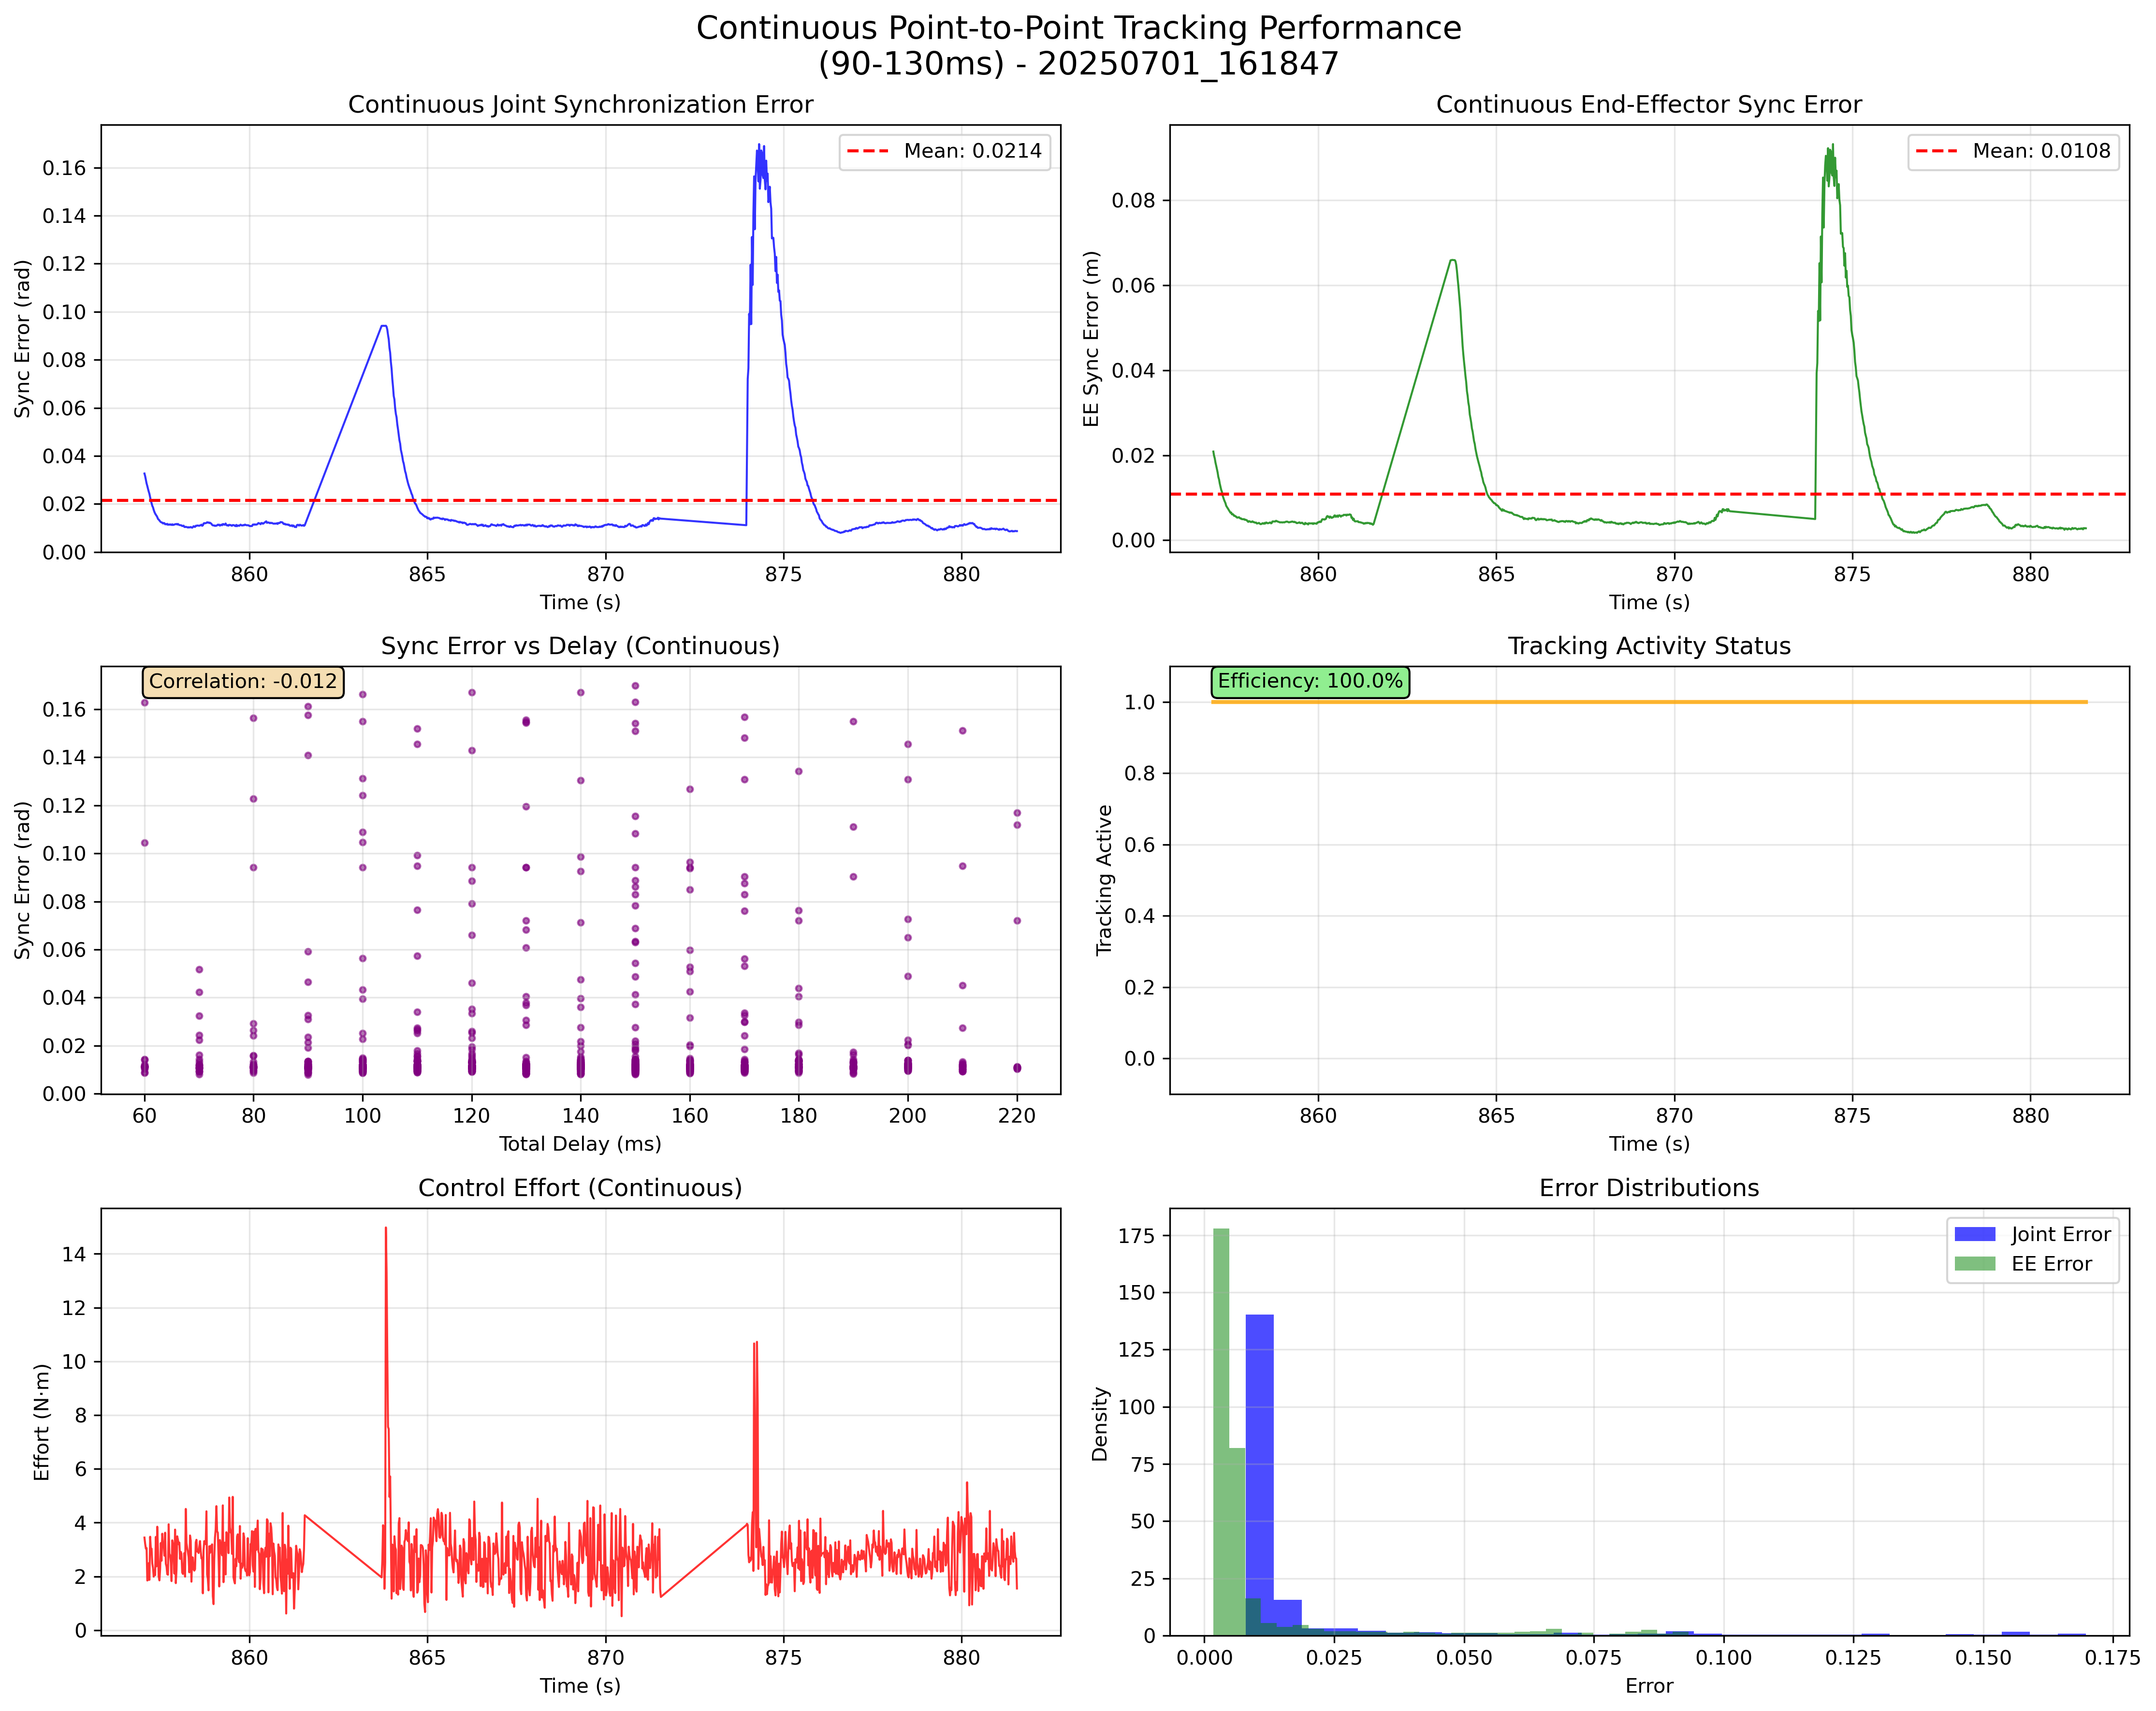 Continuous Point-to-Point Tracking Performance
(90-130ms) - 20250701_161847
Continuous Joint Synchronization Error
Sync Error (rad)
0.16
0.14
0.12
0.10
0.08
0.06
0.04
0.02
0.00
Mean: 0.0214
860 865 870 875 880
Time (s)
Continuous End-Effector Sync Error
EE Sync Error (m)
0.08
0.06
0.04
0.02
0.00
Mean: 0.0108
860 865 870 875 880
Time (s)
Sync Error vs Delay (Continuous)
Correlation: -0.012
Sync Error (rad)
0.16
0.14
0.12
0.10
0.08
0.06
0.04
0.02
0.00
60 80 100 120 140 160 180 200 220
Total Delay (ms)
Tracking Activity Status
Efficiency: 100.0%
Tracking Active
1.0
0.8
0.6
0.4
0.2
0.0
860 865 870 875 880
Time (s)
Control Effort (Continuous)
Effort (N·m)
14
12
10
8
6
4
2
0
860 865 870 875 880
Time (s)
Error Distributions
Density
175
150
125
100
75
50
25
0
Joint Error
EE Error
0.000 0.025 0.050 0.075 0.100 0.125 0.150 0.175
Error